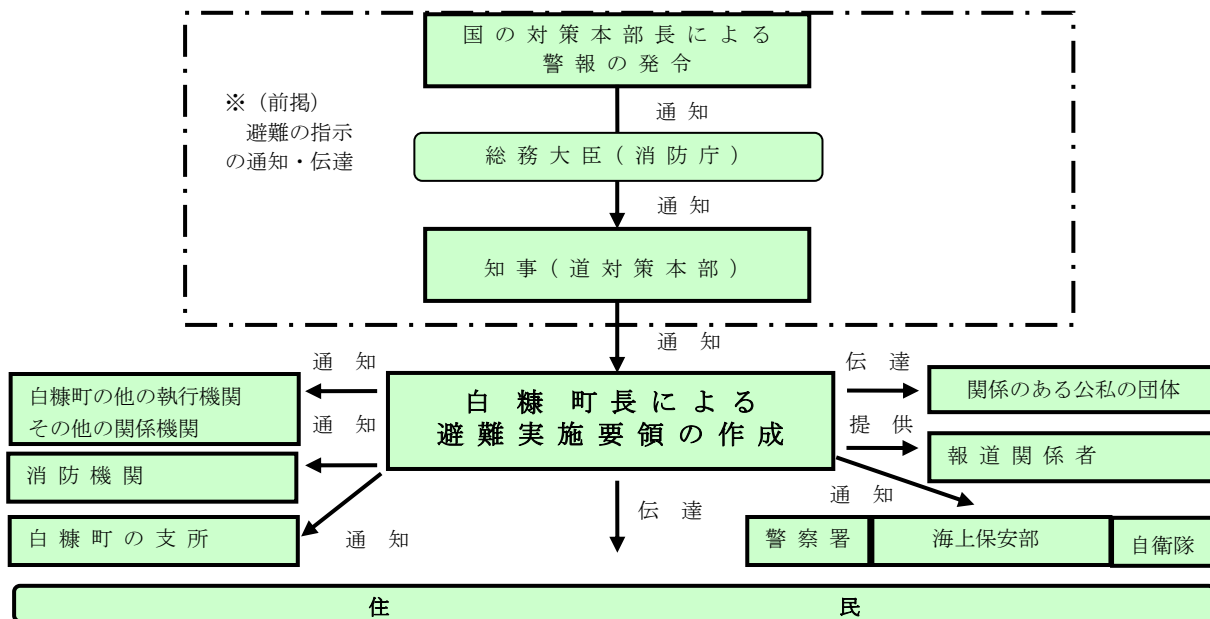 国の対策本部長による
警報の発令
※（前掲）
避難の指示
の通知・伝達
通知
総務大臣（消防庁）
通知
知事（道対策本部）
通知
通知
伝達
白糠町の他の執行機関
その他の関係機関
白糠町長による
避難実施要領の作成
関係のある公私の団体
通知
提供
消防機関
報道関係者
通知
伝達
白糠町の支所
通知
警察署
海上保安部
自衛隊
住民